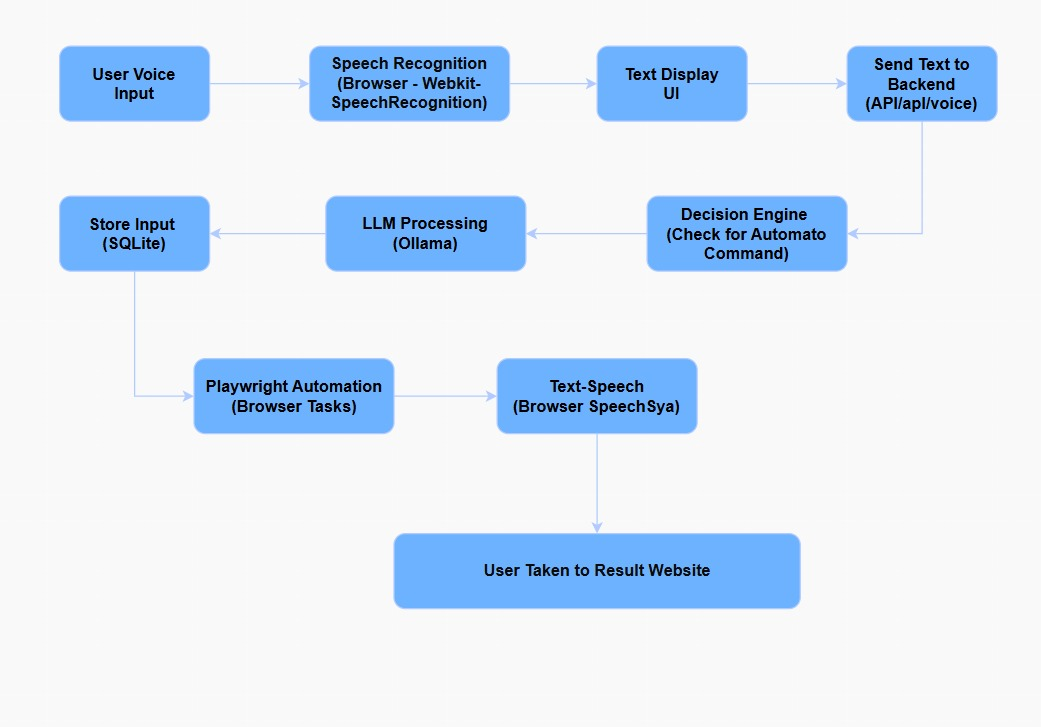 User Voice
Input
Speech Recognition
(Browser - Webkit-
SpeechRecognition)
Text Display
UI
Send Text to
Backend
(API/apl/voice)
Store Input
(SQLite)
LLM Processing
(Ollama)
Decision Engine
(Check for Automato
Command)
Playwright Automation
(Browser Tasks)
Text-Speech
(Browser SpeechSya)
User Taken to Result Website